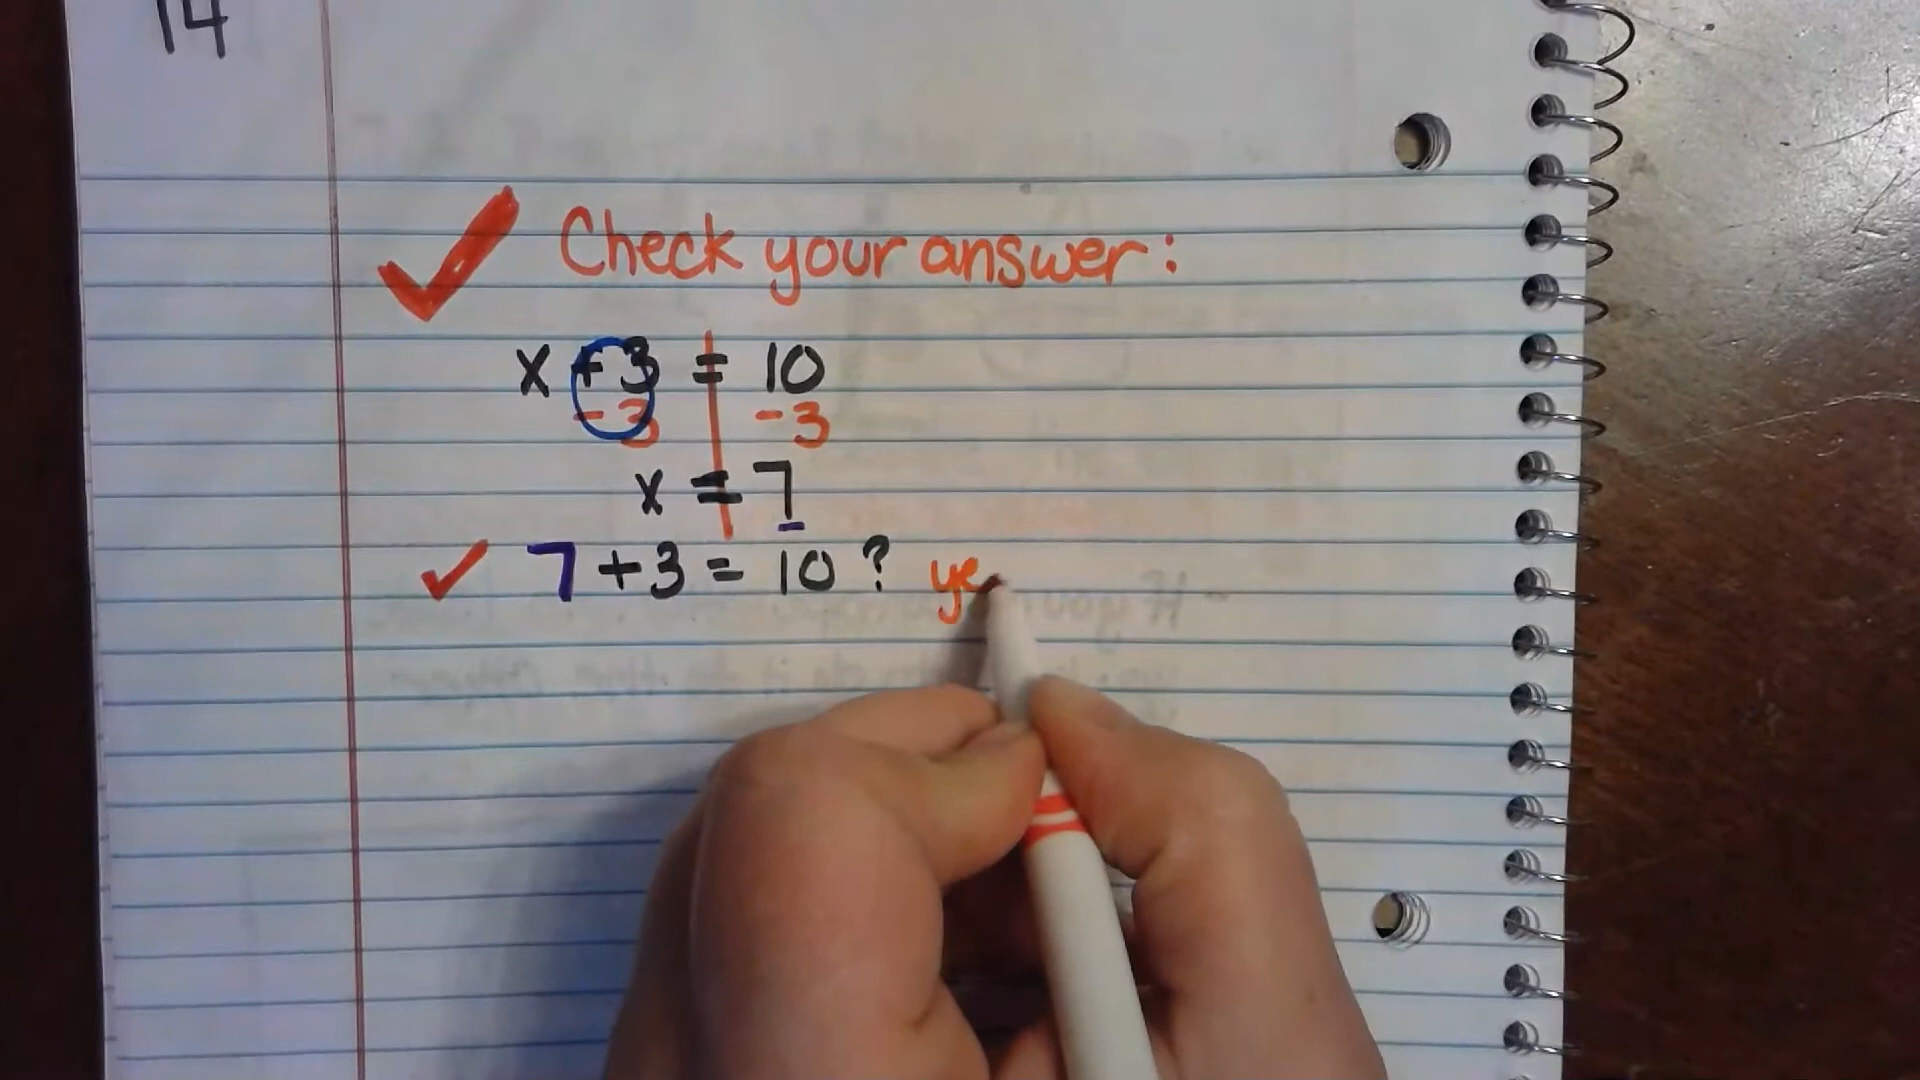 14
✓ Check your answer:
x +3 = 10
-3 -3
x = 7
✓ 7 + 3 = 10 ? ye